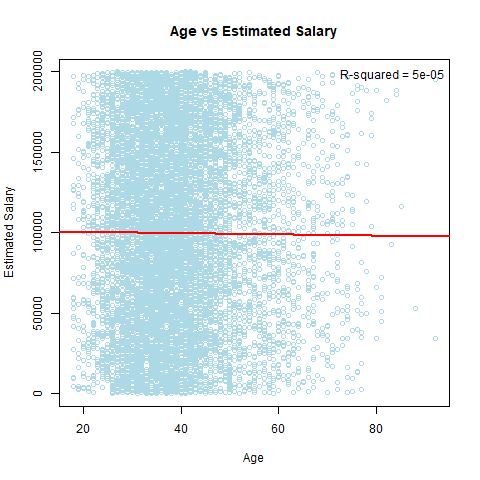 Age vs Estimated Salary
R-squared = 5e-05
Estimated Salary
200000
150000
100000
50000
0
20 40 60 80
Age